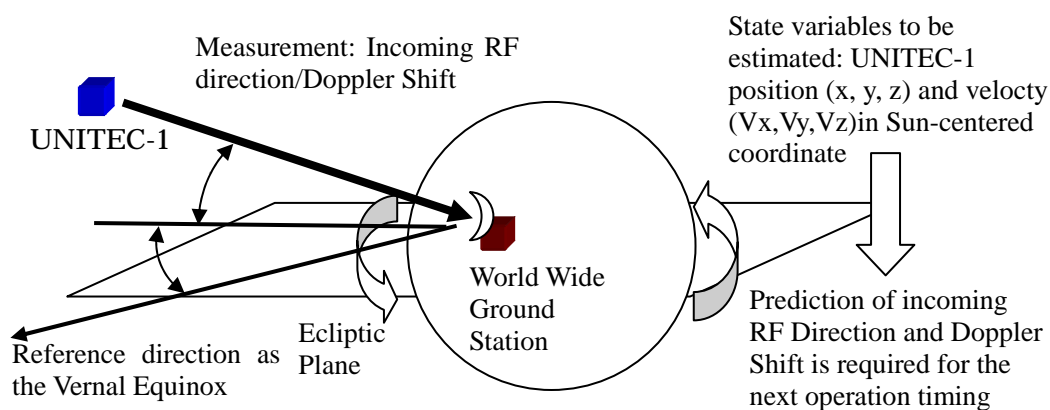 Measurement: Incoming RF
direction/Doppler Shift
UNITEC-1
State variables to be
estimated: UNITEC-1
position (x, y, z) and velocty
(Vx,Vy,Vz)in Sun-centered
coordinate
World Wide
Ground
Station
Ecliptic
Plane
Reference direction as
the Vernal Equinox
Prediction of incoming
RF Direction and Doppler
Shift is required for the
next operation timing